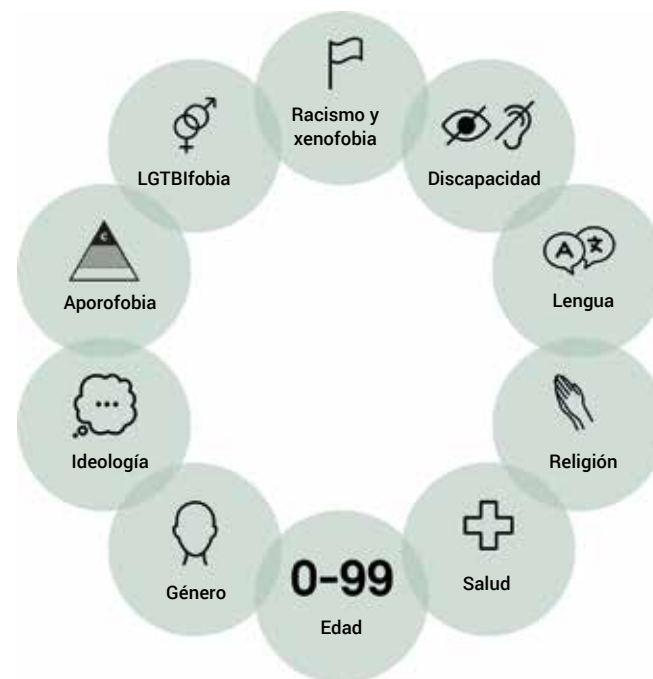 Racismo y
xenofobia
Discapacidad
Lengua
Religión
Salud
0-99
Edad
Género
Ideología
Aporofobia
LGTBIfobia